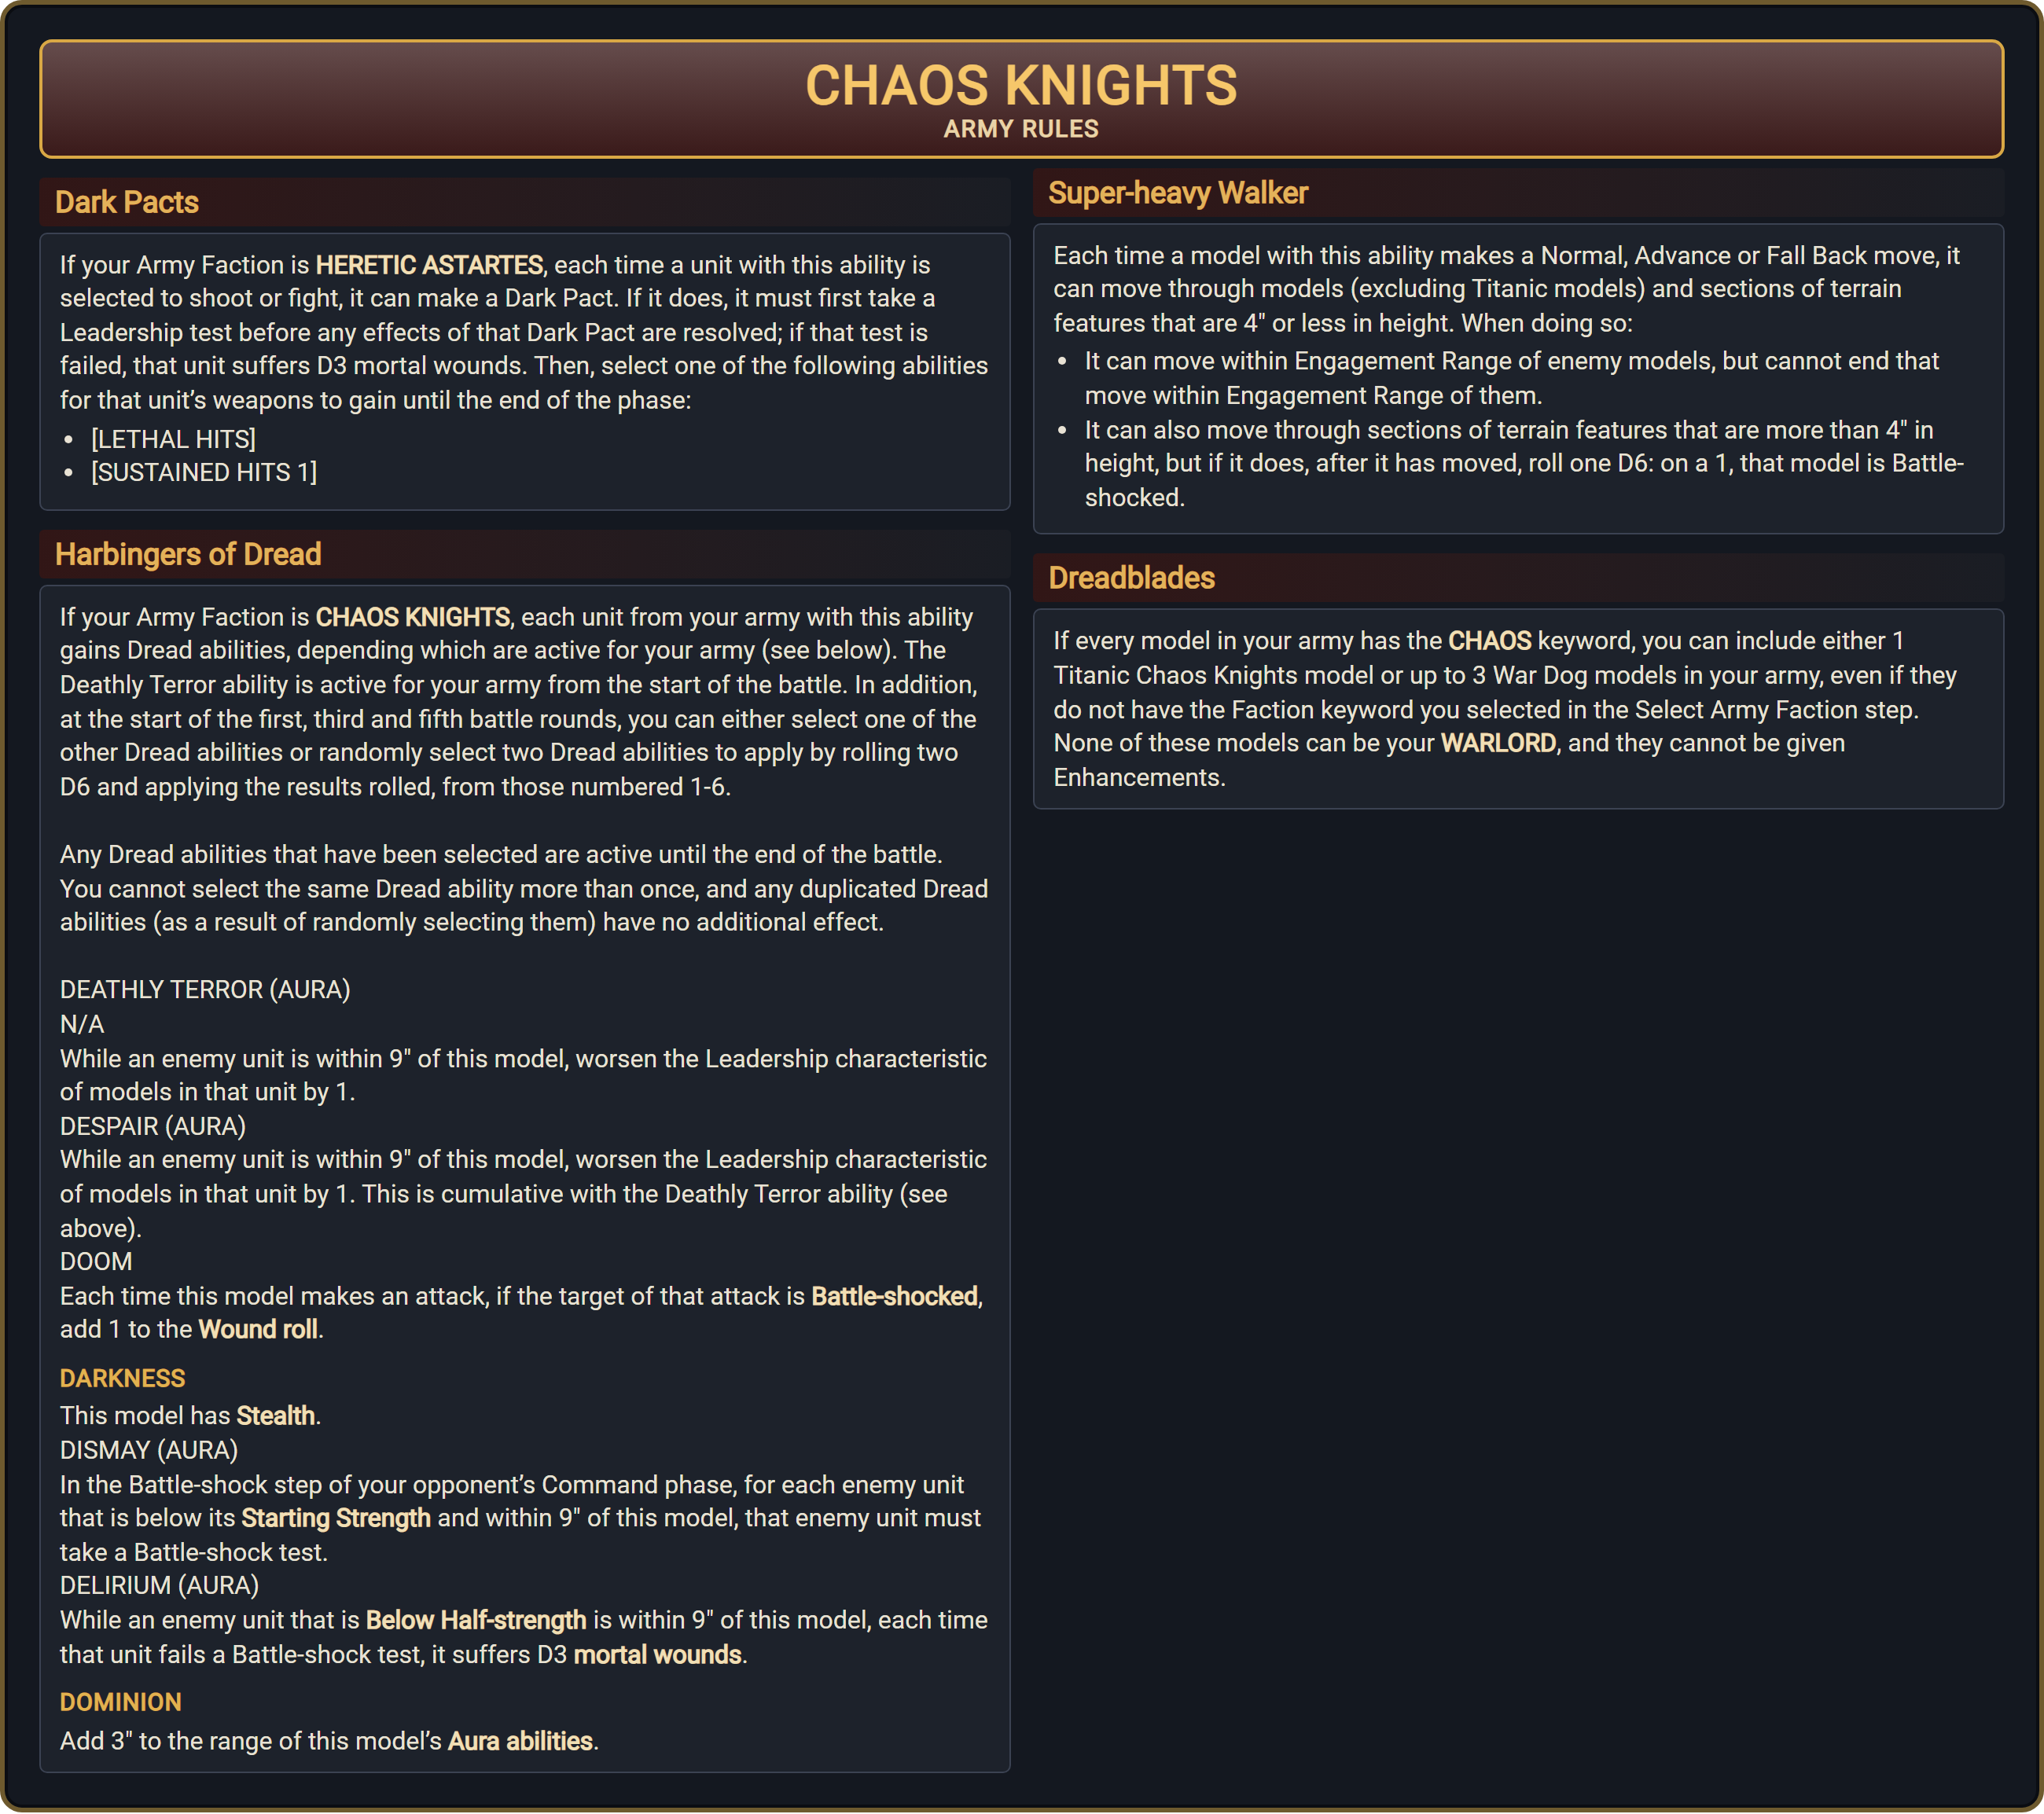 CHAOS KNIGHTS
ARMY RULES
Dark Pacts
If your Army Faction is HERETIC ASTARTES, each time a unit with this ability is
selected to shoot or fight, it can make a Dark Pact. If it does, it must first take a
Leadership test before any effects of that Dark Pact are resolved; if that test is
failed, that unit suffers D3 mortal wounds. Then, select one of the following abilities
for that unit’s weapons to gain until the end of the phase:
• [LETHAL HITS]
• [SUSTAINED HITS 1]
Harbingers of Dread
If your Army Faction is CHAOS KNIGHTS, each unit from your army with this ability
gains Dread abilities, depending which are active for your army (see below). The
Deathly Terror ability is active for your army from the start of the battle. In addition,
at the start of the first, third and fifth battle rounds, you can either select one of the
other Dread abilities or randomly select two Dread abilities to apply by rolling two
D6 and applying the results rolled, from those numbered 1-6.
Any Dread abilities that have been selected are active until the end of the battle.
You cannot select the same Dread ability more than once, and any duplicated Dread
abilities (as a result of randomly selecting them) have no additional effect.
DEATHLY TERROR (AURA)
N/A
While an enemy unit is within 9" of this model, worsen the Leadership characteristic
of models in that unit by 1.
DESPAIR (AURA)
While an enemy unit is within 9" of this model, worsen the Leadership characteristic
of models in that unit by 1. This is cumulative with the Deathly Terror ability (see
above).
DOOM
Each time this model makes an attack, if the target of that attack is Battle-shocked,
add 1 to the Wound roll.
DARKNESS
This model has Stealth.
DISMAY (AURA)
In the Battle-shock step of your opponent’s Command phase, for each enemy unit
that is below its Starting Strength and within 9" of this model, that enemy unit must
take a Battle-shock test.
DELIRIUM (AURA)
While an enemy unit that is Below Half-strength is within 9" of this model, each time
that unit fails a Battle-shock test, it suffers D3 mortal wounds.
DOMINION
Add 3" to the range of this model’s Aura abilities.
Super-heavy Walker
Each time a model with this ability makes a Normal, Advance or Fall Back move, it
can move through models (excluding Titanic models) and sections of terrain
features that are 4" or less in height. When doing so:
• It can move within Engagement Range of enemy models, but cannot end that
move within Engagement Range of them.
• It can also move through sections of terrain features that are more than 4" in
height, but if it does, after it has moved, roll one D6: on a 1, that model is Battle-
shocked.
Dreadblades
If every model in your army has the CHAOS keyword, you can include either 1
Titanic Chaos Knights model or up to 3 War Dog models in your army, even if they
do not have the Faction keyword you selected in the Select Army Faction step.
None of these models can be your WARLORD, and they cannot be given
Enhancements.